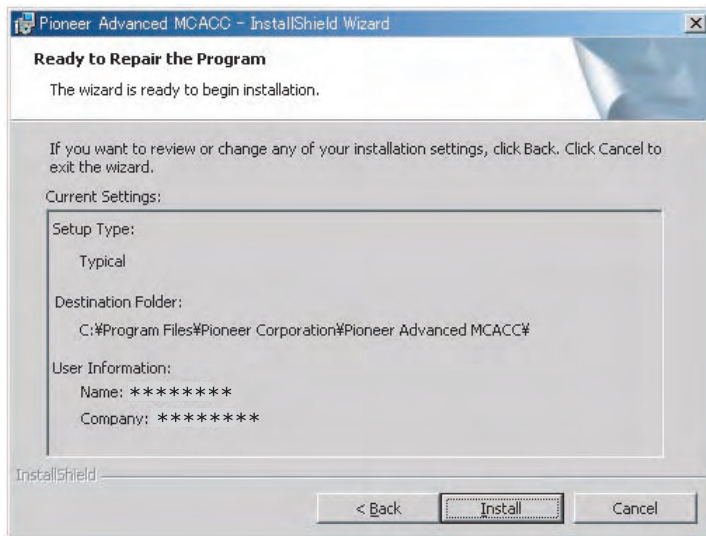 Pioneer Advanced MCACC - InstallShield Wizard
Ready to Repair the Program
The wizard is ready to begin installation.
If you want to review or change any of your installation settings, click Back. Click Cancel to
exit the wizard.
Current Settings:
Setup Type:
Typical
Destination Folder:
C:¥Program Files¥Pioneer Corporation¥Pioneer Advanced MCACC¥
User Information:
Name: ********
Company: ********
InstallShield
< Back
Install
Cancel